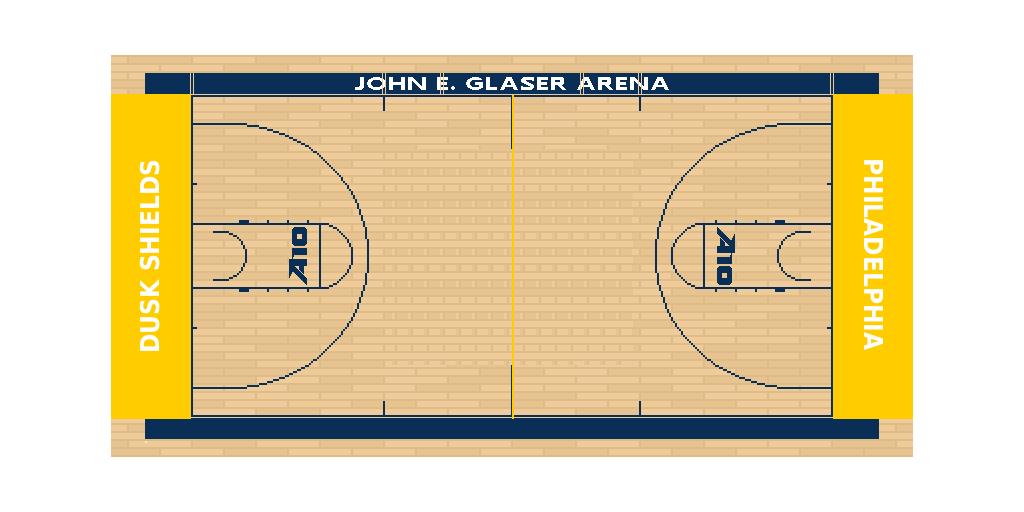 JOHN E. GLASER ARENA
DUSK SHIELDS
A10
A10
PHILADELPHIA